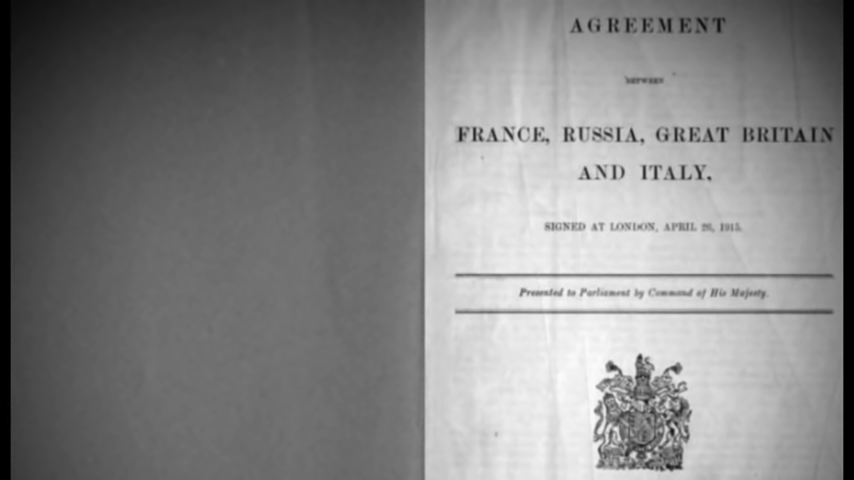 AGREEMENT
BETWEEN
FRANCE, RUSSIA, GREAT BRITAIN
AND ITALY,
SIGNED AT LONDON, APRIL 26, 1915.
Presented to Parliament by Command of His Majesty.